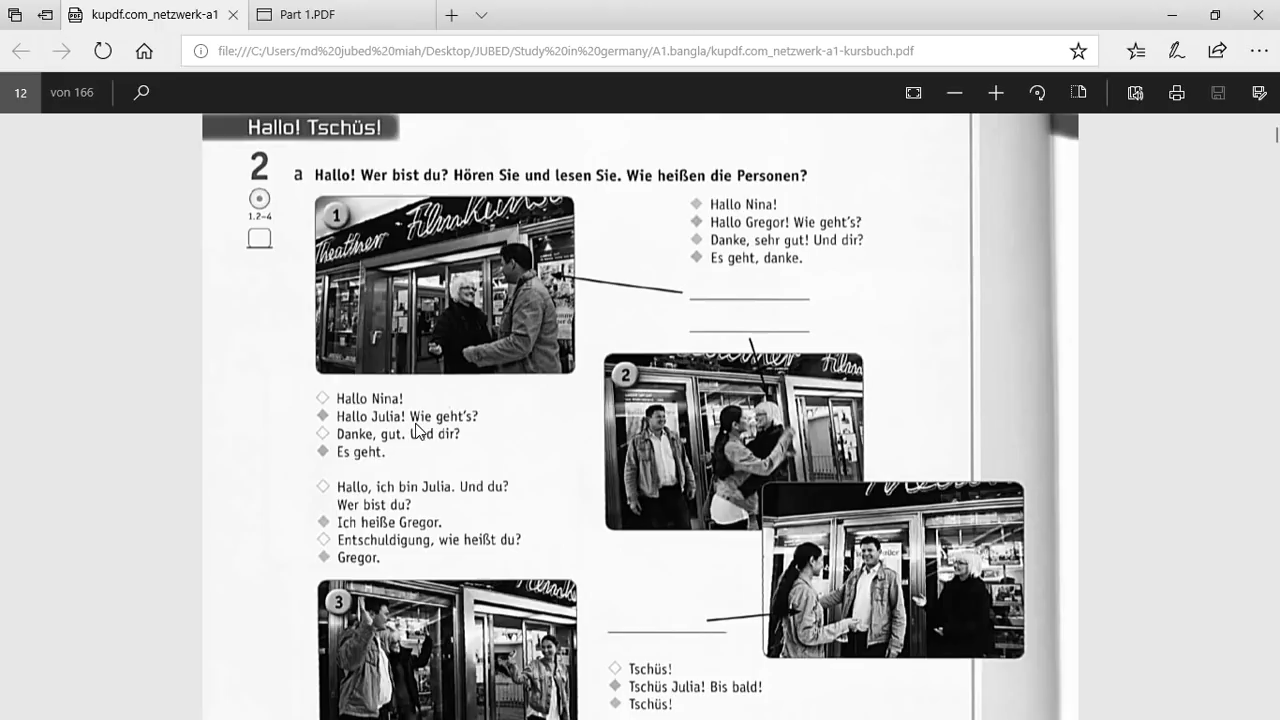 kupdf.com_netzwerk-a1
Part 1.PDF
file:///C:/Users/md%20jubed%20miah/Desktop/JUBED/Study%20in%20germany/A1.bangla/kupdf.com_netzwerk-a1-kursbuch.pdf
12 von 166
Hallo! Tschüs!
2
1.2-4
a Hallo! Wer bist du? Hören Sie und lesen Sie. Wie heißen die Personen?
1
Hallo Nina!
Hallo Gregor! Wie geht's?
Danke, sehr gut! Und dir?
Es geht, danke.
Hallo Nina!
Hallo Julia! Wie geht's?
Danke, gut. Und dir?
Es geht.
2
Hallo, ich bin Julia. Und du?
Wer bist du?
Ich heiße Gregor.
Entschuldigung, wie heißt du?
Gregor.
3
Tschüs!
Tschüs Julia! Bis bald!
Tschüs!